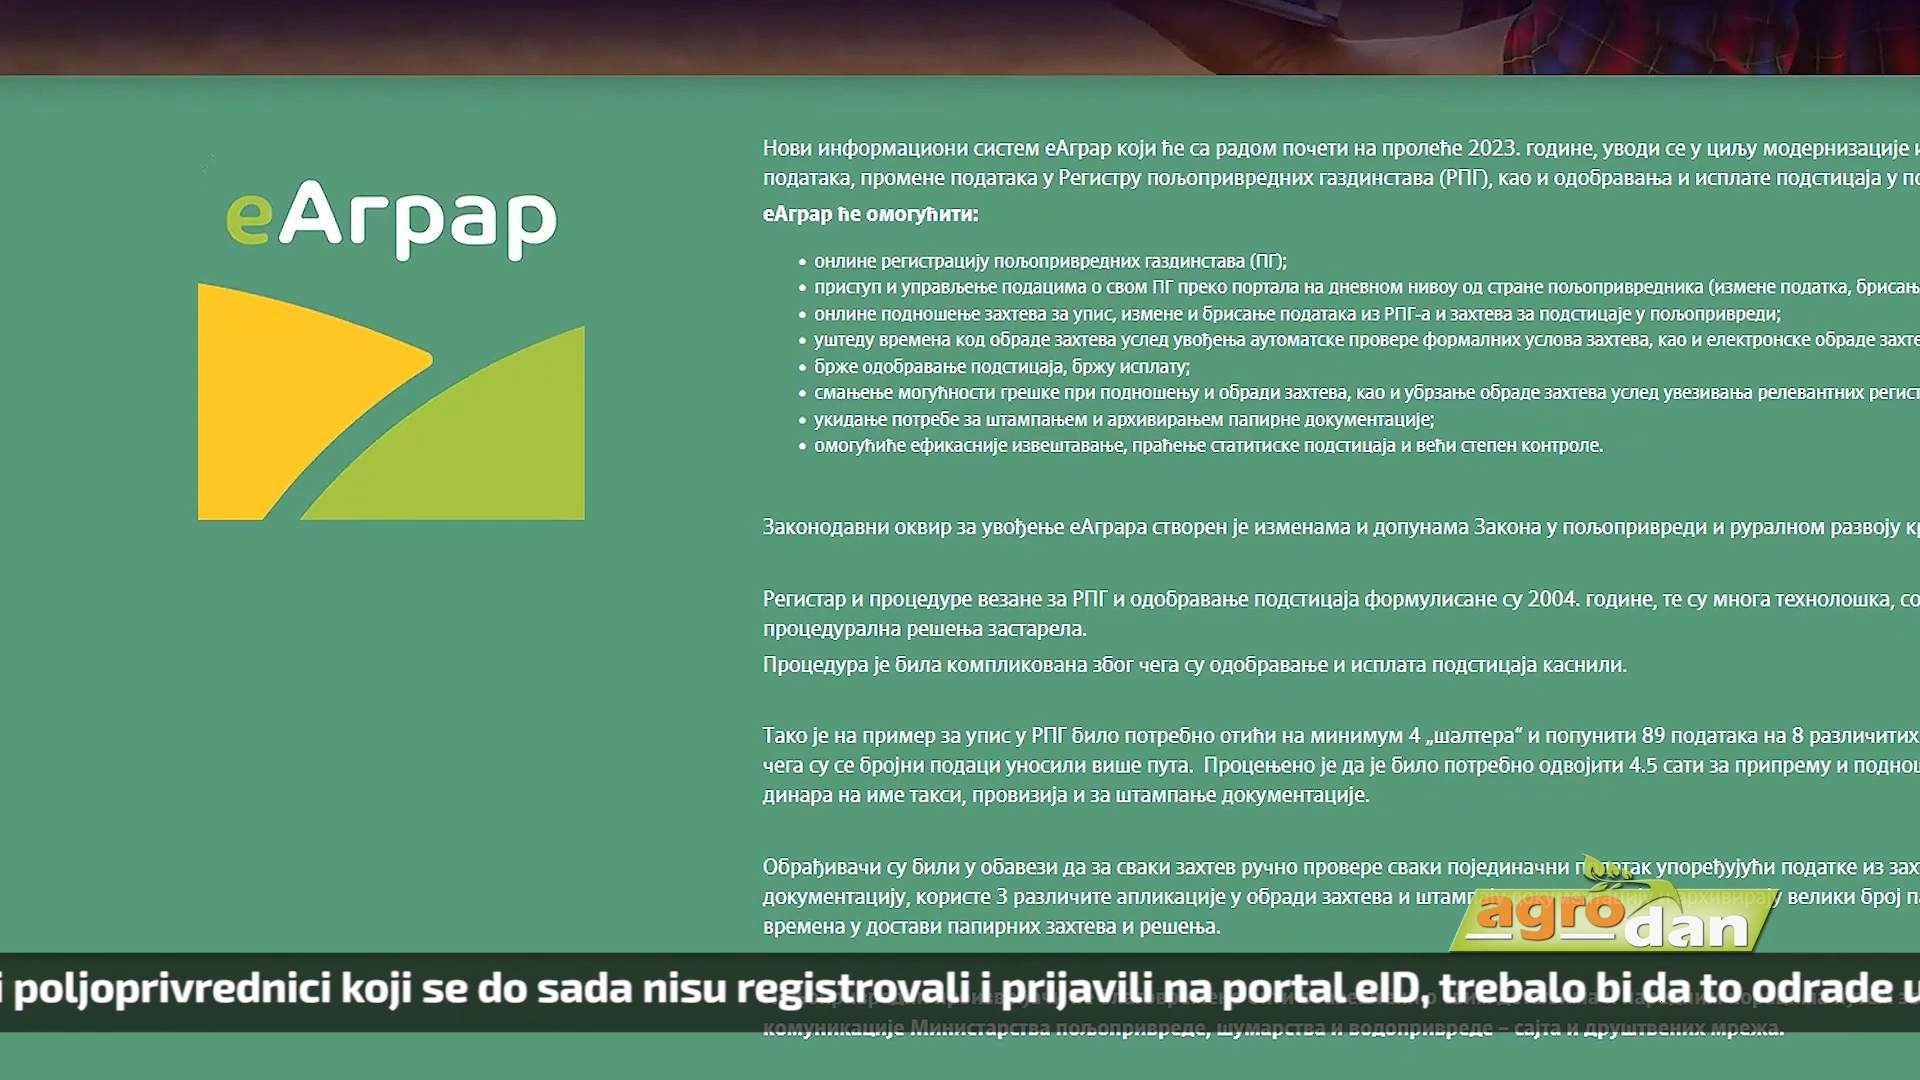 еАграр
Нови информациони систем еАграр који ће са радом почети на пролеће 2023. године, уводи се у циљу модернизације
података, промене података у Регистру пољопривредних газдинстава (РПГ), као и одобравања и исплате подстицаја у
еАграр ће омогућити:
• онлине регистрацију пољопривредних газдинстава (ПГ);
• приступ и управљење подацима о свом ПГ преко портала на дневном нивоу од стране пољопривредника (измене податка,
• онлине подношење захтева за упис, измене и брисање података из РПГ-а и захтева за подстицаје у пољопривреди;
• уштеду времена код обраде захтева услед увођења аутоматске провере формалних услова захтева, као и електронске обраде
• брже одобравање подстицаја, бржу исплату;
• смањење могућности грешке при подношењу и обради захтева, као и убрзање обраде захтева услед увезивања релевантних
• укидање потребе за штампањем и архивирањем папирне документације;
• омогућиће ефикасније извештавање, праћење статитиске подстицаја и већи степен контроле.
Законодавни оквир за увођење еАграра створен је изменама и допунама Закона у пољопривреди и руралном развоју
Регистар и процедуре везане за РПГ и одобравање подстицаја формулисане су 2004. године, те су многа технолошка,
процедурална решења застарела.
Процедура је била компликована због чега су одобравање и исплата подстицаја каснили.
Тако је на пример за упис у РПГ било потребно отићи на минимум 4 „шалтера“ и попунити 89 података на 8 различитих
чега су се бројни подаци уносили више пута. Процењено је да је било потребно одвојити 4.5 сати за припрему и
динара на име такси, провизија и за штампање документације.
Обрађивачи су били у обавези да за сваки захтев ручно провере сваки појединачни податак упоређујући податке из
документацију, користе 3 различите апликације у обради захтева и штампају документацију и архивирају велики број
времена у достави папирних захтева и решења.
agrodan
i poljoprivrednici koji se do sada nisu registrovali i prijavili na portal eID, trebalo bi da to odrade u
комуникације Министарства пољопривреде, шумарства и водопривреде – сајта и друштвених мрежа.